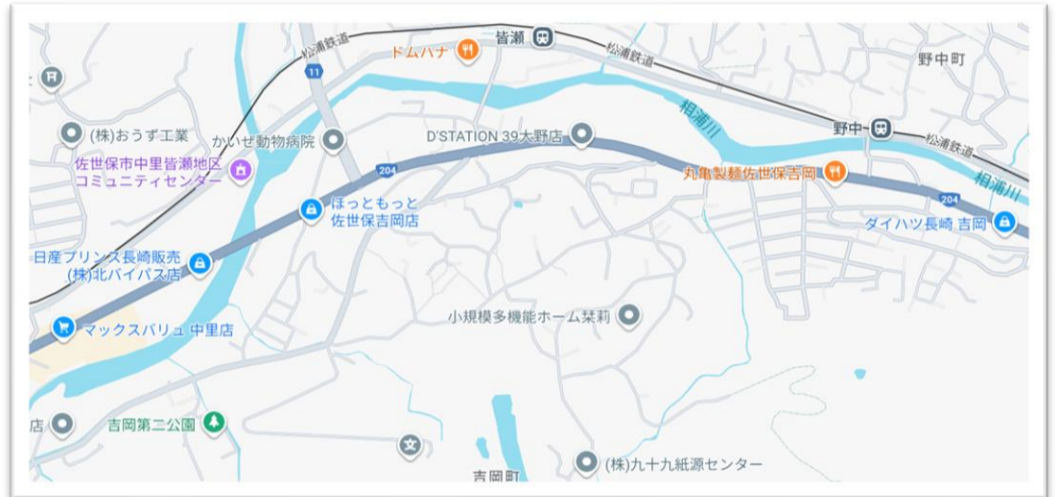 松浦鉄道
皆瀬
ドムハナ
松浦鉄道
野中町
11
相浦川
(株)おうず工業
かいぜ動物病院
D'STATION 39大野店
野中
松浦鉄道
佐世保市中里皆瀬地区
コミュニティセンター
204
丸亀製麺佐世保吉岡
相浦川
204
ほっともっと
佐世保吉岡店
ダイハツ長崎 吉岡
日産プリンス長崎販売
(株)北バイパス店
小規模多機能ホーム栞莉
マックスバリュ 中里店
店
吉岡第二公園
文
(株)九十九紙源センター
吉岡町